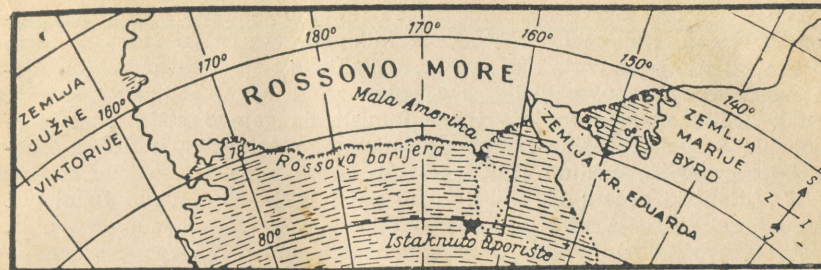 180°
170°
160°
170°
150°
140°
160°
ROSSOVO MORE
Mala Amerika
ZEMLJA
JUŽNE
VIKTORIJE
78
Rossova barijera
ZEMLJA KR. EDUARDA
ZEMLJA
MARIJE
BYRD
S
Z I
J
80°
Istaknuto Uporište